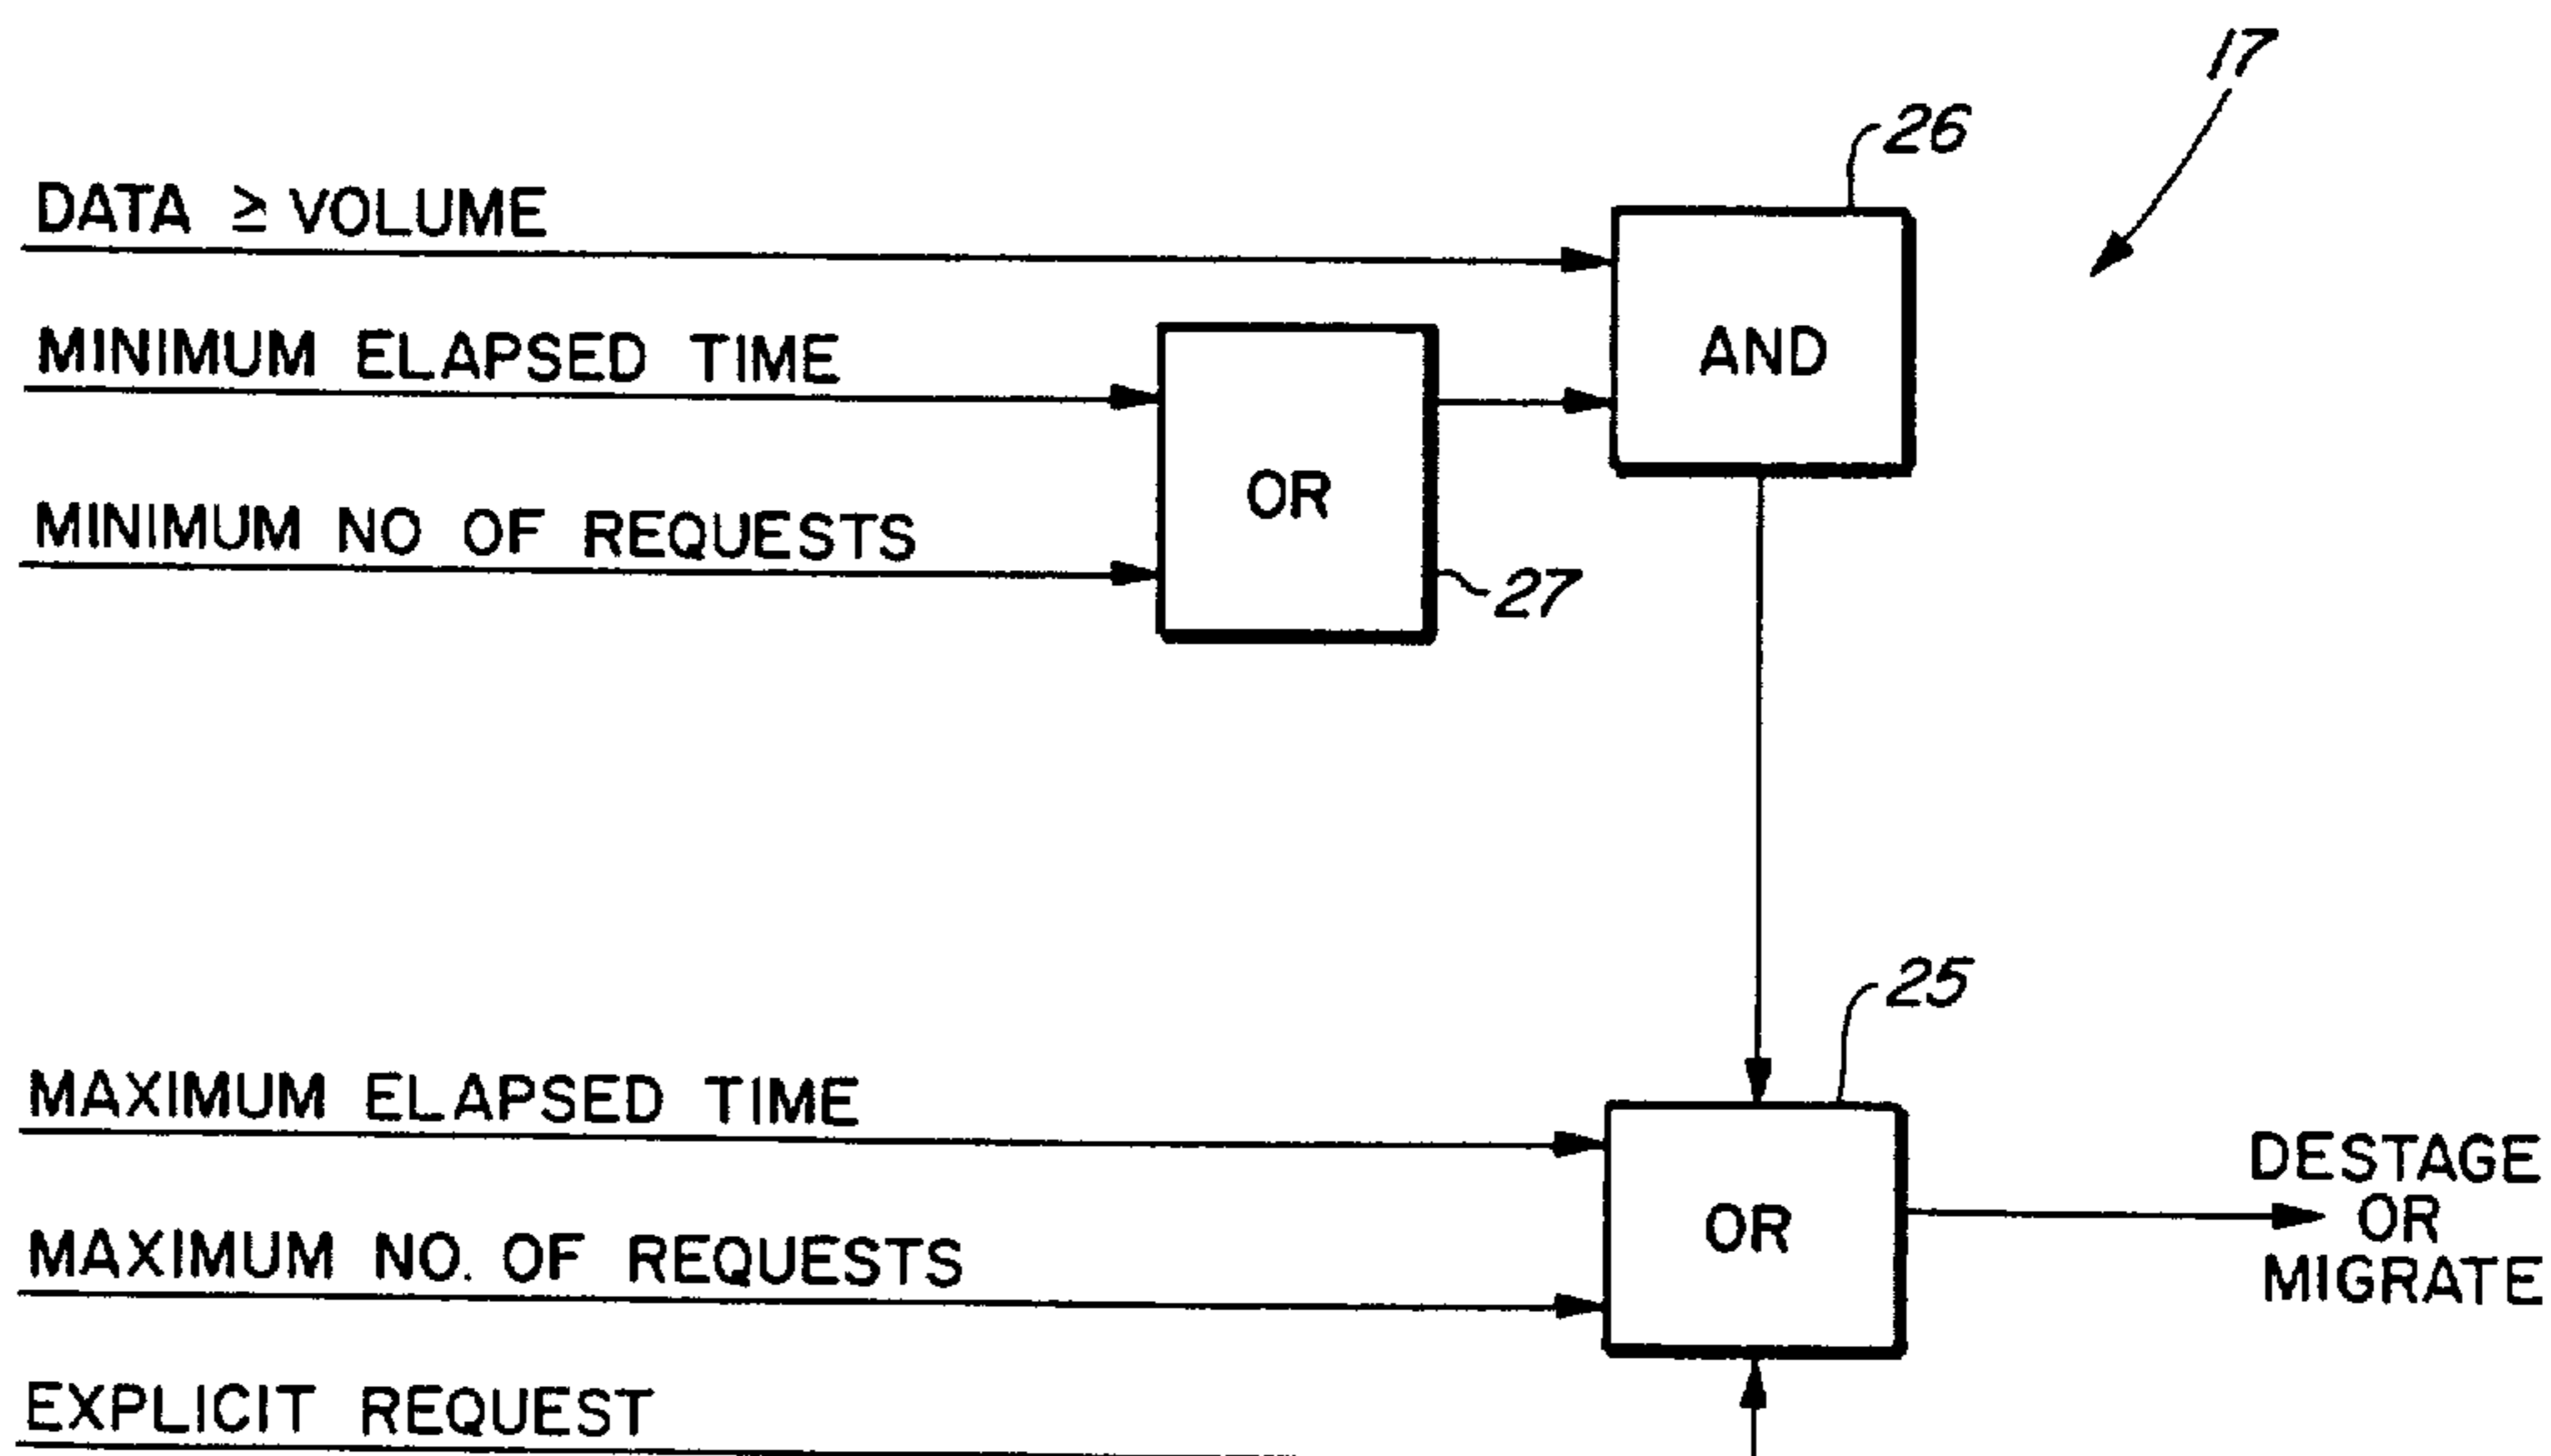 17
26
DATA ≥ VOLUME
MINIMUM ELAPSED TIME
AND
MINIMUM NO OF REQUESTS
OR
27
25
MAXIMUM ELAPSED TIME
DESTAGE
OR
MIGRATE
OR
MAXIMUM NO. OF REQUESTS
EXPLICIT REQUEST